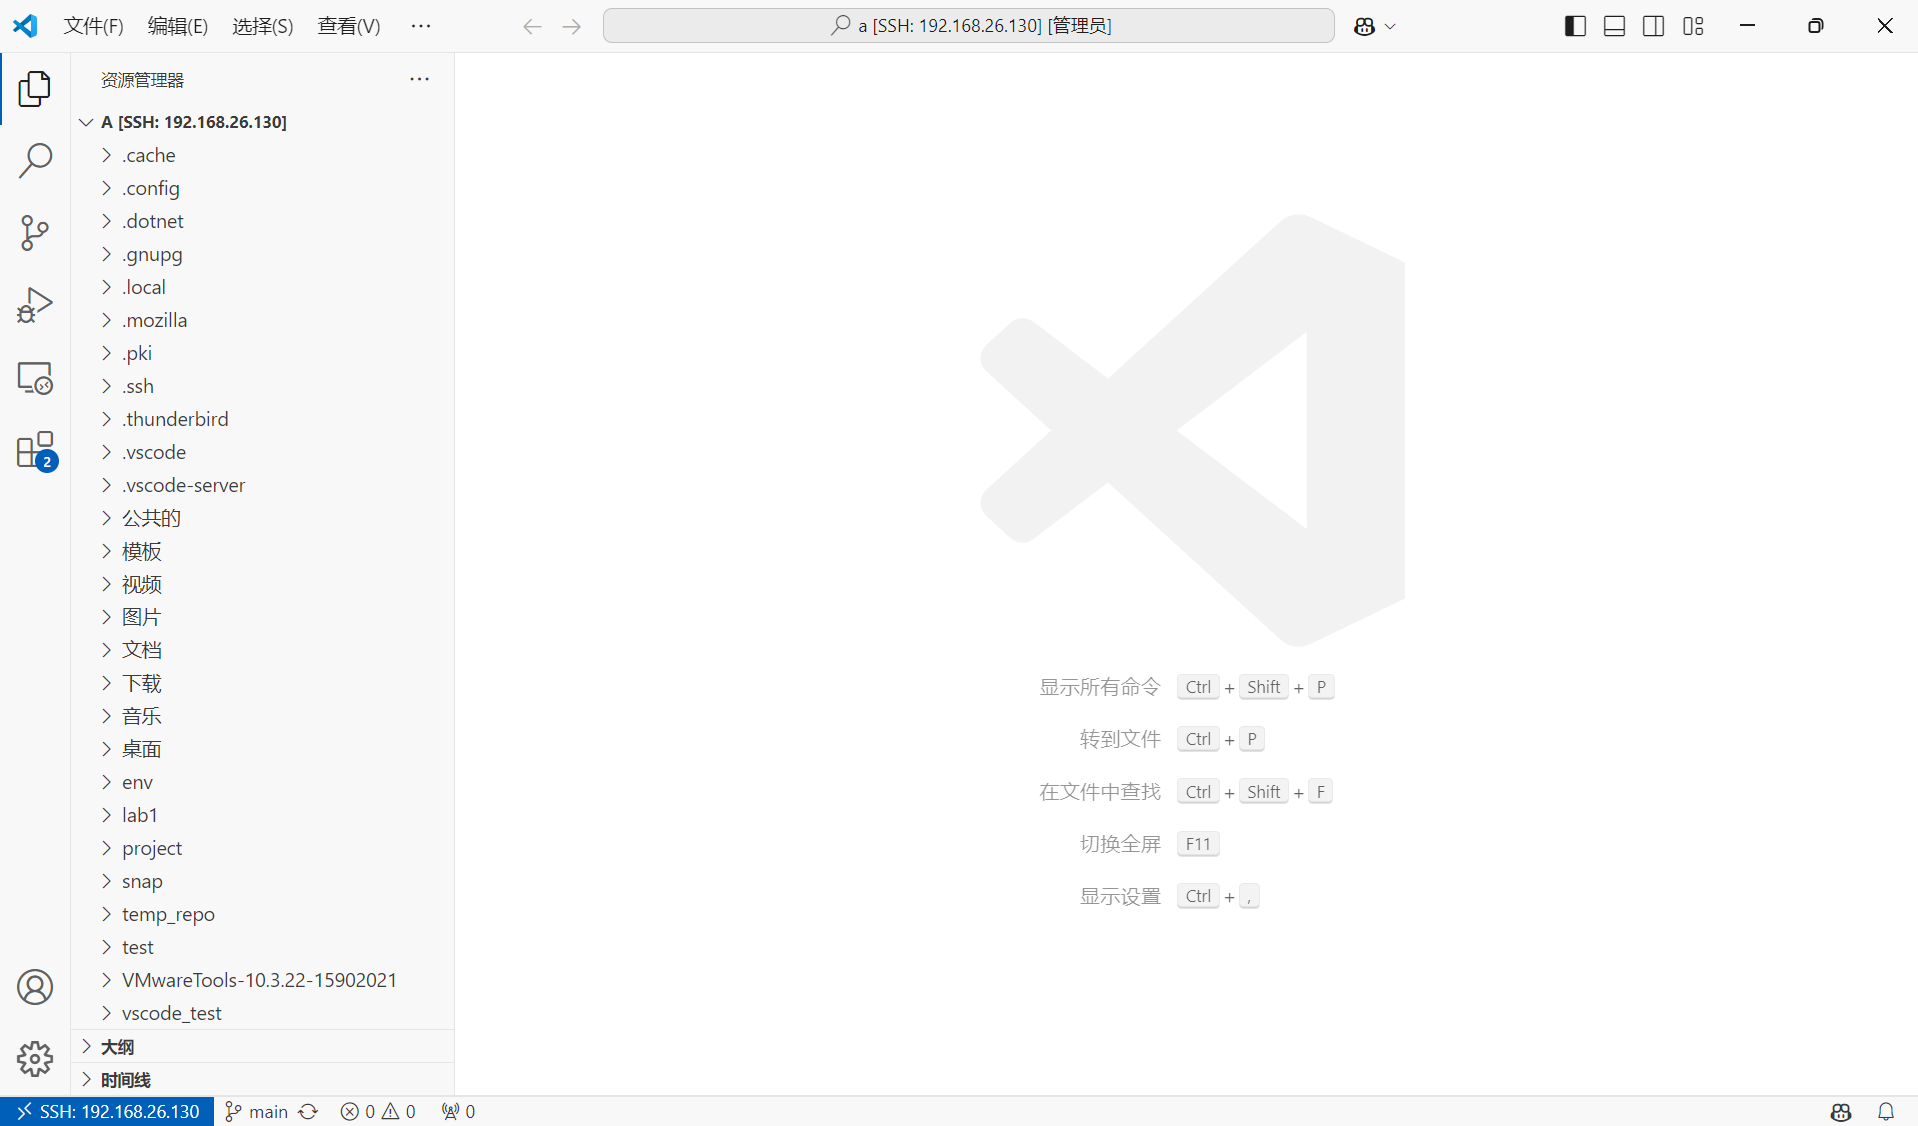 文件(F) 编辑(E) 选择(S) 查看(V) ··· a [SSH: 192.168.26.130] [管理员]
资源管理器 ···
A [SSH: 192.168.26.130]
.cache
.config
.dotnet
.gnupg
.local
.mozilla
.pki
.ssh
.thunderbird
.vscode
.vscode-server
公共的
模板
视频
图片
文档
下载
音乐
桌面
env
lab1
project
snap
temp_repo
test
VMwareTools-10.3.22-15902021
vscode_test
大纲
时间线
2
显示所有命令 Ctrl + Shift + P
转到文件 Ctrl + P
在文件中查找 Ctrl + Shift + F
切换全屏 F11
显示设置 Ctrl + ,
SSH: 192.168.26.130 main 0 0 0